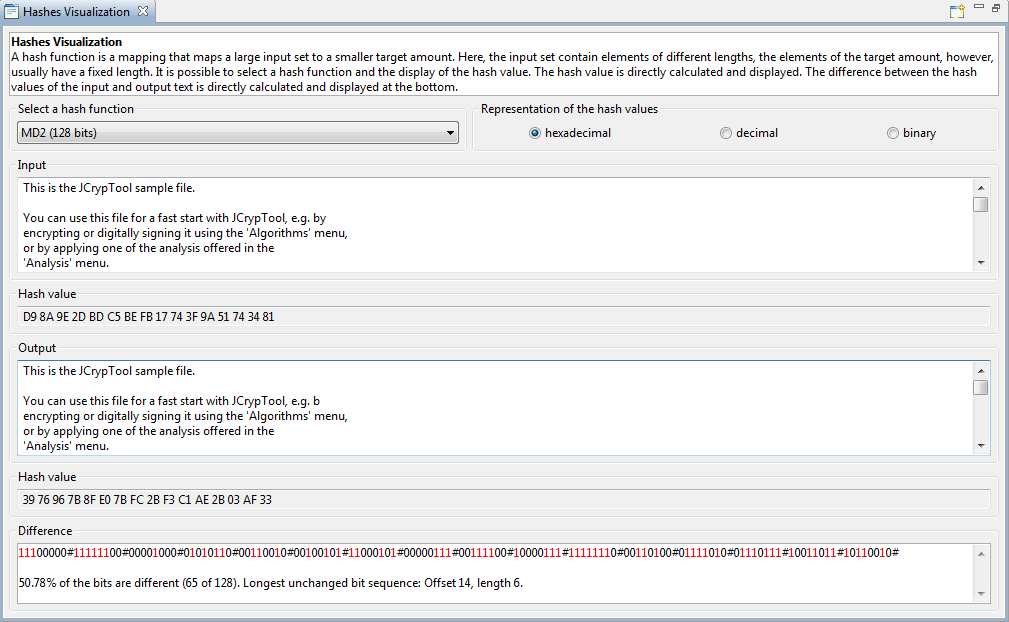 Hashes Visualization
Hashes Visualization
A hash function is a mapping that maps a large input set to a smaller target amount. Here, the input set contain elements of different lengths, the elements of the target amount, however,
usually have a fixed length. It is possible to select a hash function and the display of the hash value. The hash value is directly calculated and displayed. The difference between the hash
values of the input and output text is directly calculated and displayed at the bottom.
Select a hash function
Representation of the hash values
MD2 (128 bits)
hexadecimal
decimal
binary
Input
This is the JCrypTool sample file.
You can use this file for a fast start with JCrypTool, e.g. by
encrypting or digitally signing it using the 'Algorithms' menu,
or by applying one of the analysis offered in the
'Analysis' menu.
Hash value
D9 8A 9E 2D BD C5 BE FB 17 74 3F 9A 51 74 34 81
Output
This is the JCrypTool sample file.
You can use this file for a fast start with JCrypTool, e.g. b
encrypting or digitally signing it using the 'Algorithms' menu,
or by applying one of the analysis offered in the
'Analysis' menu.
Hash value
39 76 96 7B 8F E0 7B FC 2B F3 C1 AE 2B 03 AF 33
Difference
11100000#11111100#00001000#01010110#00110010#00100101#11000101#00000111#00111100#10000111#11111110#00110100#01111010#01110111#10011011#10110010#
50.78% of the bits are different (65 of 128). Longest unchanged bit sequence: Offset 14, length 6.